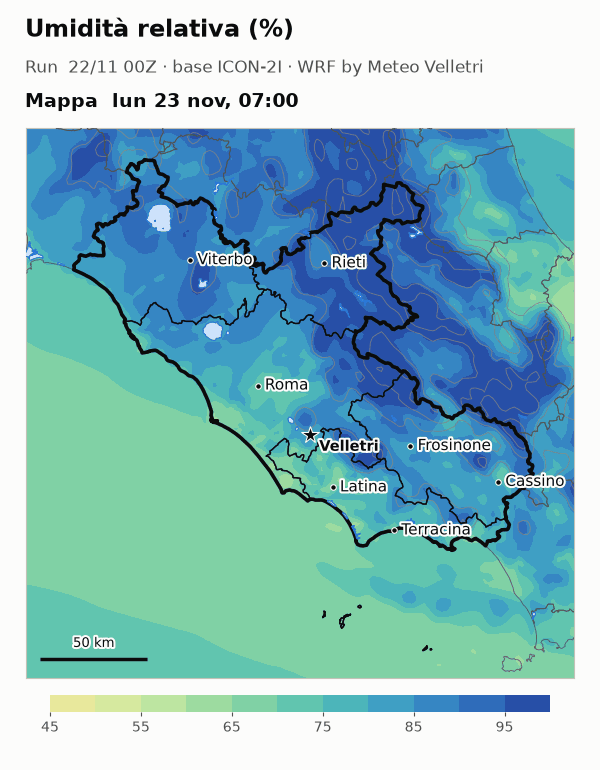 Umidità relativa (%)
Run  22/11 00Z · base ICON-2I · WRF by Meteo Velletri
Mappa  lun 23 nov, 07:00
Viterbo
Rieti
Roma
Velletri
Frosinone
Cassino
Latina
Terracina
50 km
45 55 65 75 85 95